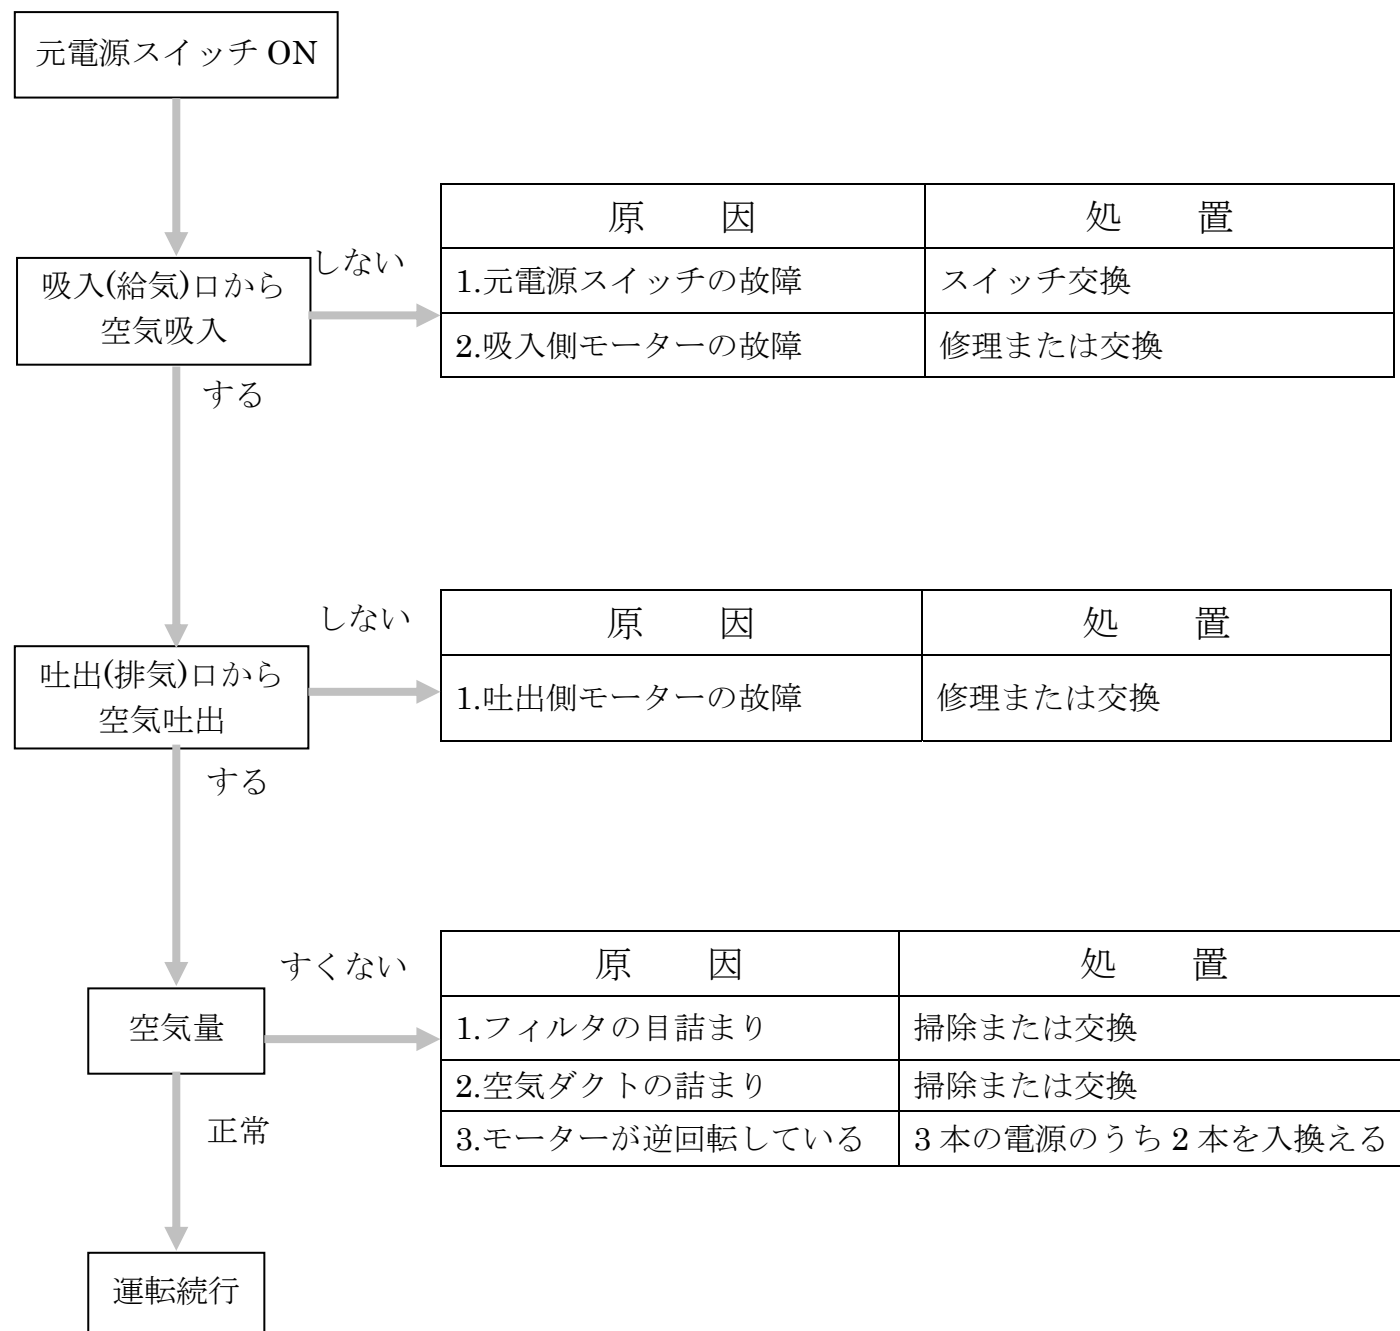 元電源スイッチ ON
しない
吸入(給気)口から
空気吸入
する
原　　因　処　　置
1.元電源スイッチの故障　スイッチ交換
2.吸入側モーターの故障　修理または交換
しない
吐出(排気)口から
空気吐出
する
原　　因　処　　置
1.吐出側モーターの故障　修理または交換
すくない
空気量
正常
原　　因　処　　置
1.フィルタの目詰まり　掃除または交換
2.空気ダクトの詰まり　掃除または交換
3.モーターが逆回転している　3 本の電源のうち 2 本を入換える
運転続行